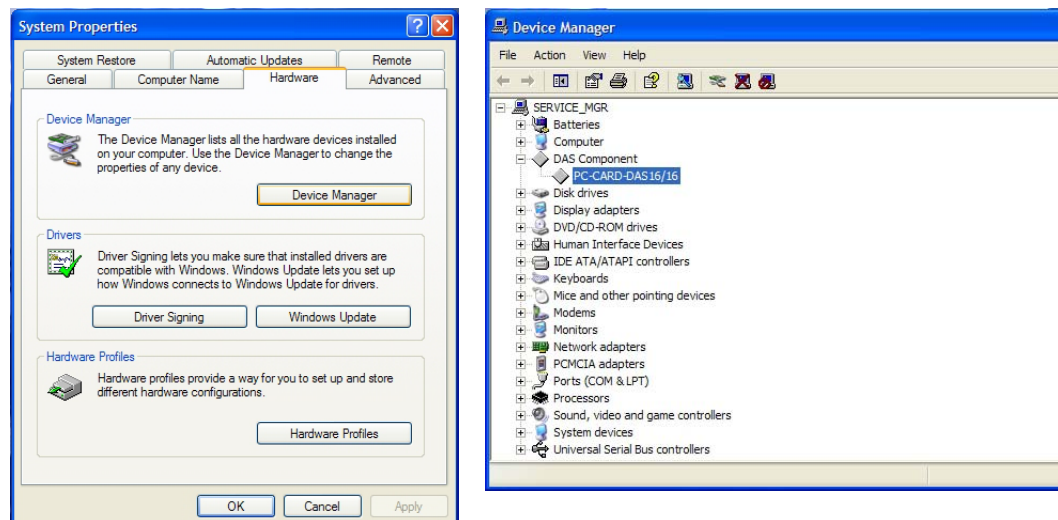 System Properties
System Restore Automatic Updates Remote
General Computer Name Hardware Advanced
Device Manager
The Device Manager lists all the hardware devices installed
on your computer. Use the Device Manager to change the
properties of any device.
Device Manager
Drivers
Driver Signing lets you make sure that installed drivers are
compatible with Windows. Windows Update lets you set up
how Windows connects to Windows Update for drivers.
Driver Signing Windows Update
Hardware Profiles
Hardware profiles provide a way for you to set up and store
different hardware configurations.
Hardware Profiles
OK Cancel Apply
Device Manager
File Action View Help
SERVICE_MGR
Batteries
Computer
DAS Component
PC-CARD-DAS16/16
Disk drives
Display adapters
DVD/CD-ROM drives
Human Interface Devices
IDE ATA/ATAPI controllers
Keyboards
Mice and other pointing devices
Modems
Monitors
Network adapters
PCMCIA adapters
Ports (COM & LPT)
Processors
Sound, video and game controllers
System devices
Universal Serial Bus controllers